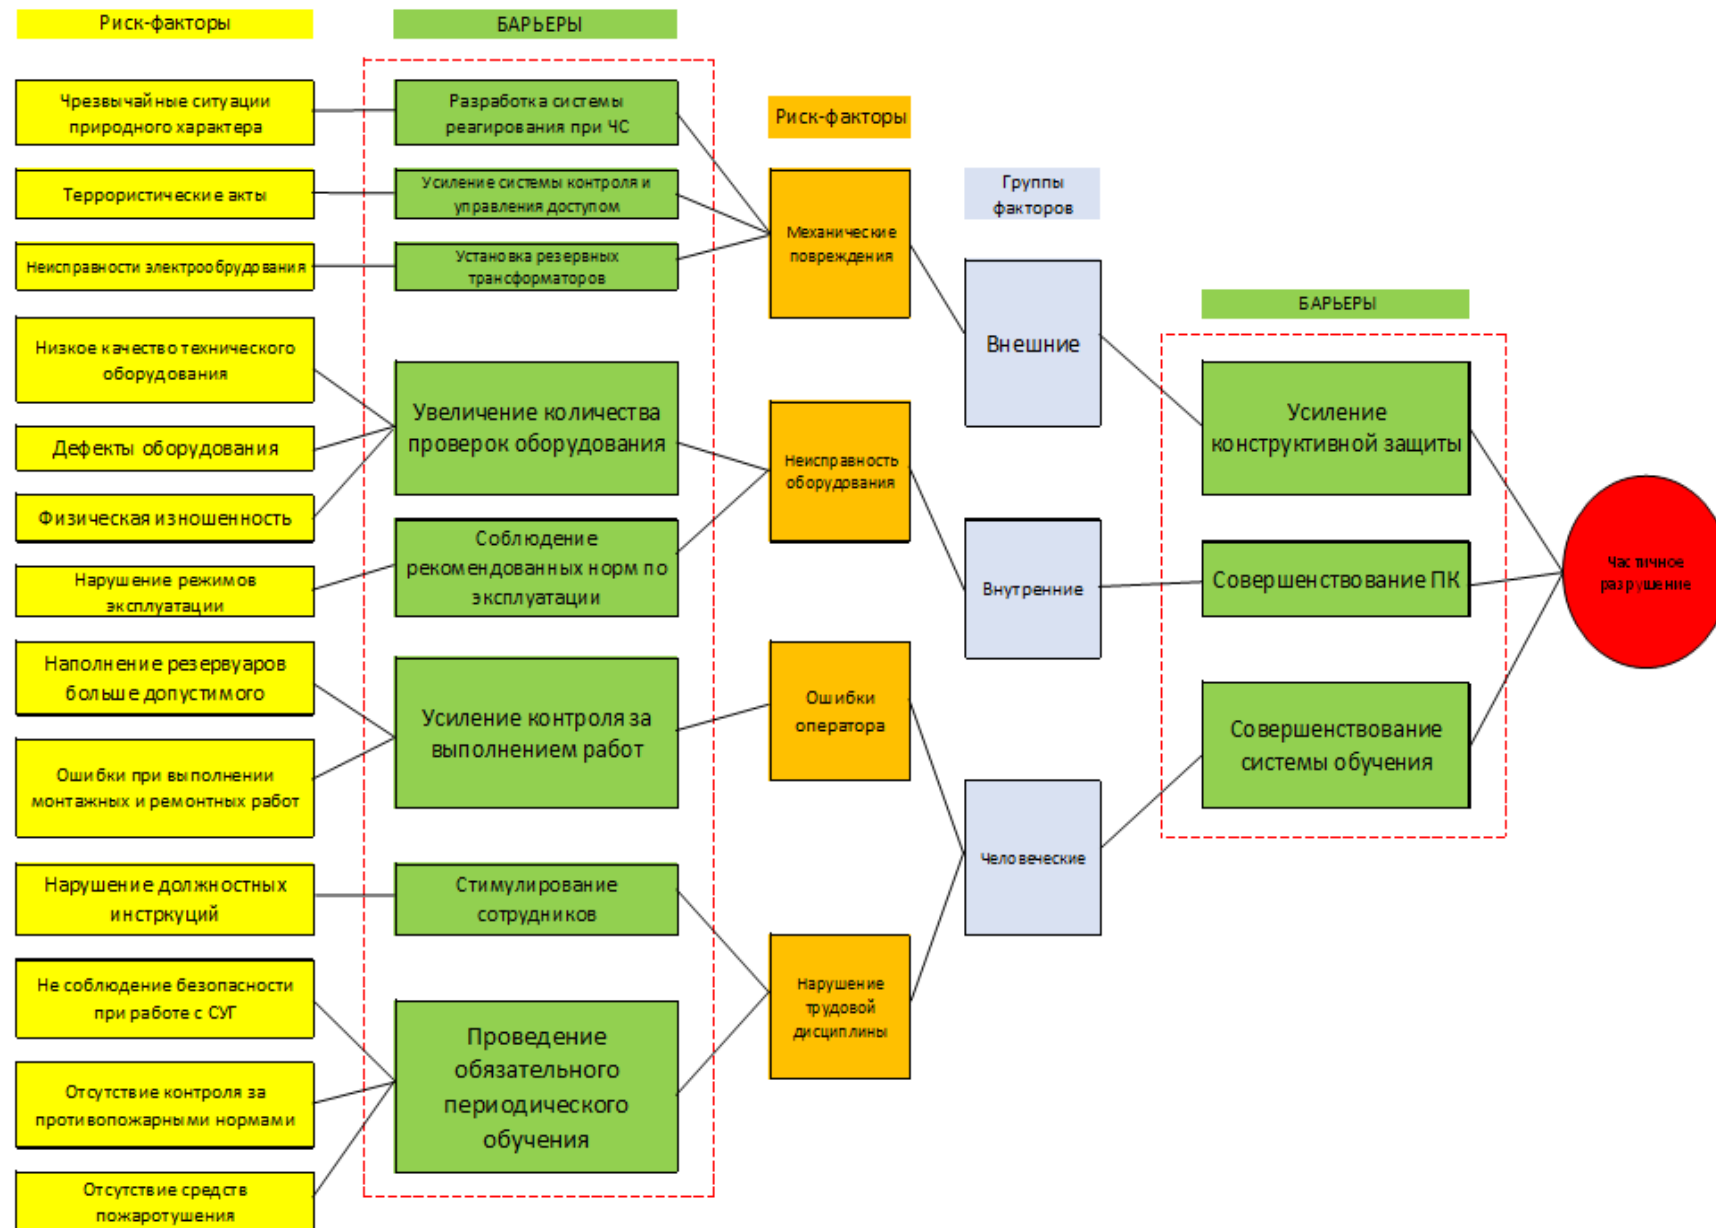 Риск-факторы
БАРЬЕРЫ
Чрезвычайные ситуации
природного характера
Террористические акты
Неисправности электрообрудрвания
Низкое качество технического
оборудования
Дефекты оборудования
Физическая изношенность
Нарушение режимов
эксплуатации
Наполнение резервуаров
больше допустимого
Ошибки при выполнении
монтажных и ремонтных работ
Нарушение должностных
инстркуций
Не соблюдение безопасности
при работе с СУГ
Отсутствие контроля за
противопожарными нормами
Отсутствие средств
пожаротушения
Разработка системы
реагирования при ЧС
Усиление системы контроля и
управления доступом
Установка резервных
трансформаторов
Увеличение количества
проверок оборудования
Соблюдение
рекомендованных норм по
эксплуатации
Усиление контроля за
выполнением работ
Стимулирование
сотрудников
Проведение
обязательного
периодического
обучения
Риск-факторы
Механические
повреждения
Неисправность
оборудрвания
Ошибки
оператора
Нарушение
трудовой
дисциплины
Группы
факторов
Внешние
Внутренние
Человеческие
БАРЬЕРЫ
Усиление
конструктивной защиты
Совершенствование ПК
Совершенствование
системы обучения
Частичное
разрушение